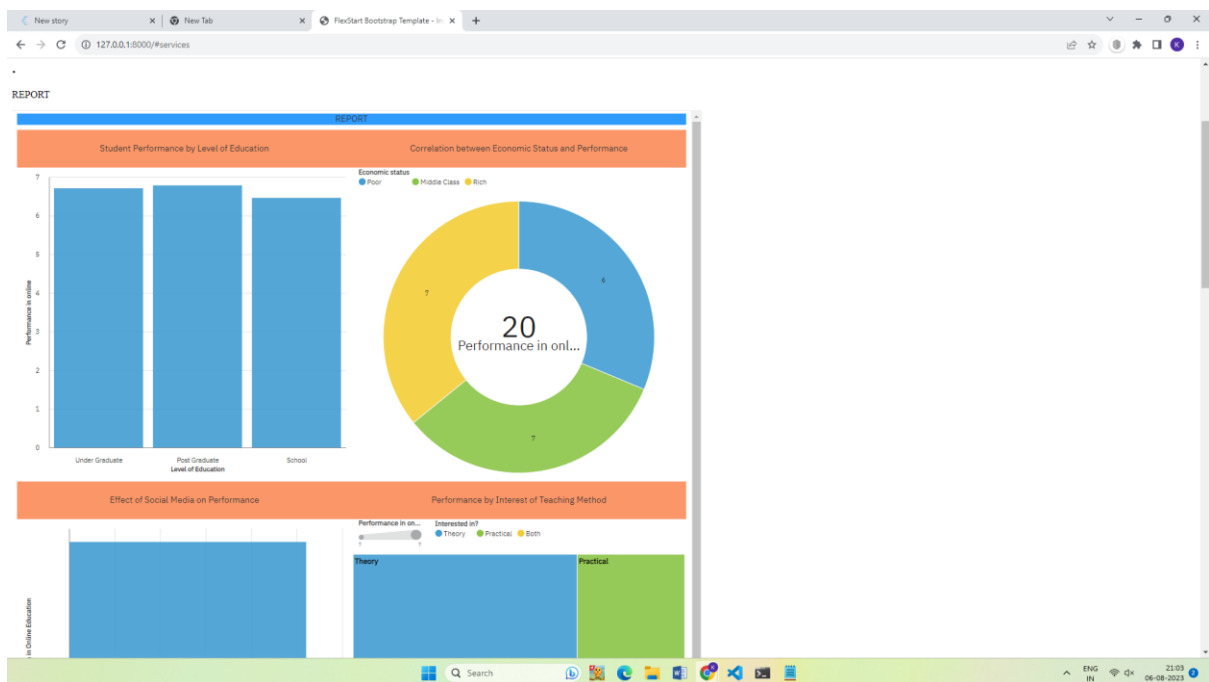 New story
New Tab
FlexStart Bootstrap Template - In
127.0.0.1:8000/#services
K
.
REPORT
REPORT
Student Performance by Level of Education
Correlation between Economic Status and Performance
7
6
5
4
3
2
1
0
Performance in online
Under Graduate
Post Graduate
School
Level of Education
Economic status
Poor
Middle Class
Rich
6
7
7
20
Performance in onl...
Effect of Social Media on Performance
Performance by Interest of Teaching Method
Performance in on...
Interested in?
Theory
Practical
Both
Theory
Practical
in Online Education
Search
ENG
IN
21:03
06-08-2023
2